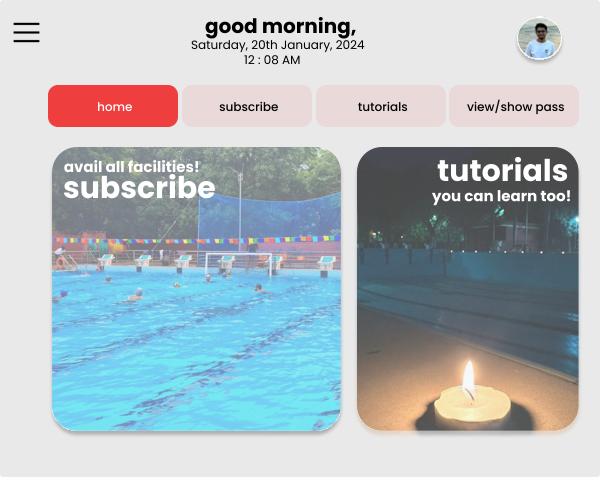 good morning,
Saturday, 20th January, 2024
12 : 08 AM
home
subscribe
tutorials
view/show pass
avail all facilities!
subscribe
tutorials
you can learn too!